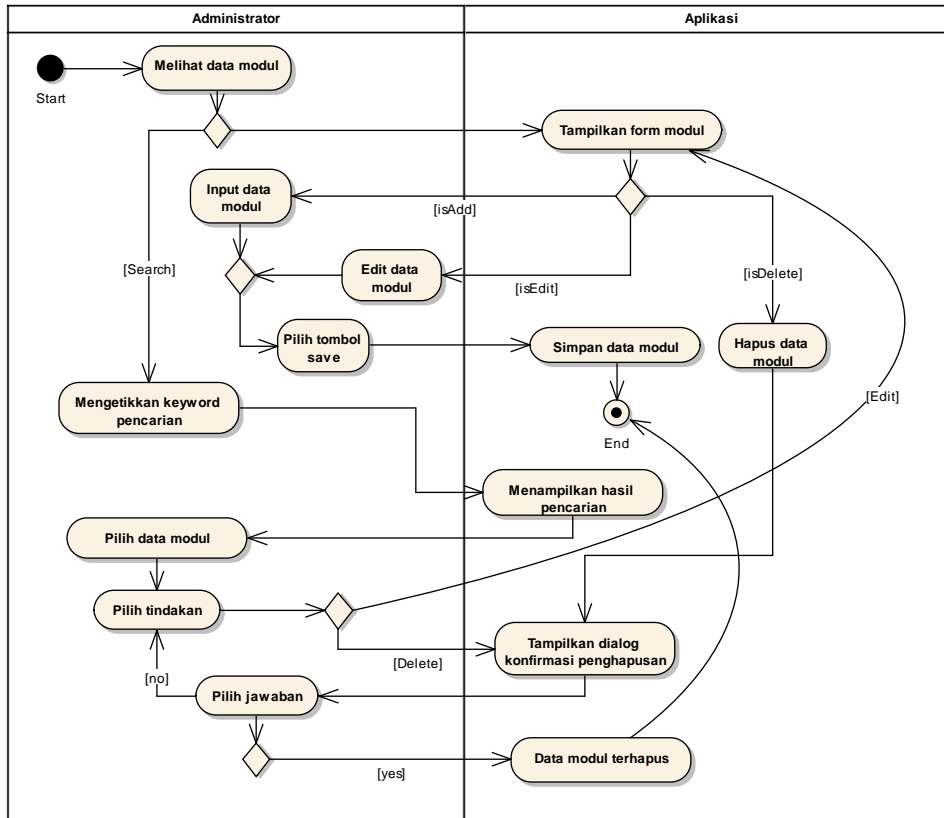 Administrator
Aplikasi
Melihat data modul
Start
Tampilkan form modul
Input data
modul
[isAdd]
[Search]
Edit data
modul
[isEdit]
[isDelete]
Pilih tombol
save
Simpan data modul
Hapus data
modul
Mengetikkan keyword
pencarian
[Edit]
End
Menampilkan hasil
pencarian
Pilih data modul
Pilih tindakan
Tampilkan dialog
konfirmasi penghapusan
[Delete]
[no]
Pilih jawaban
Data modul terhapus
[yes]